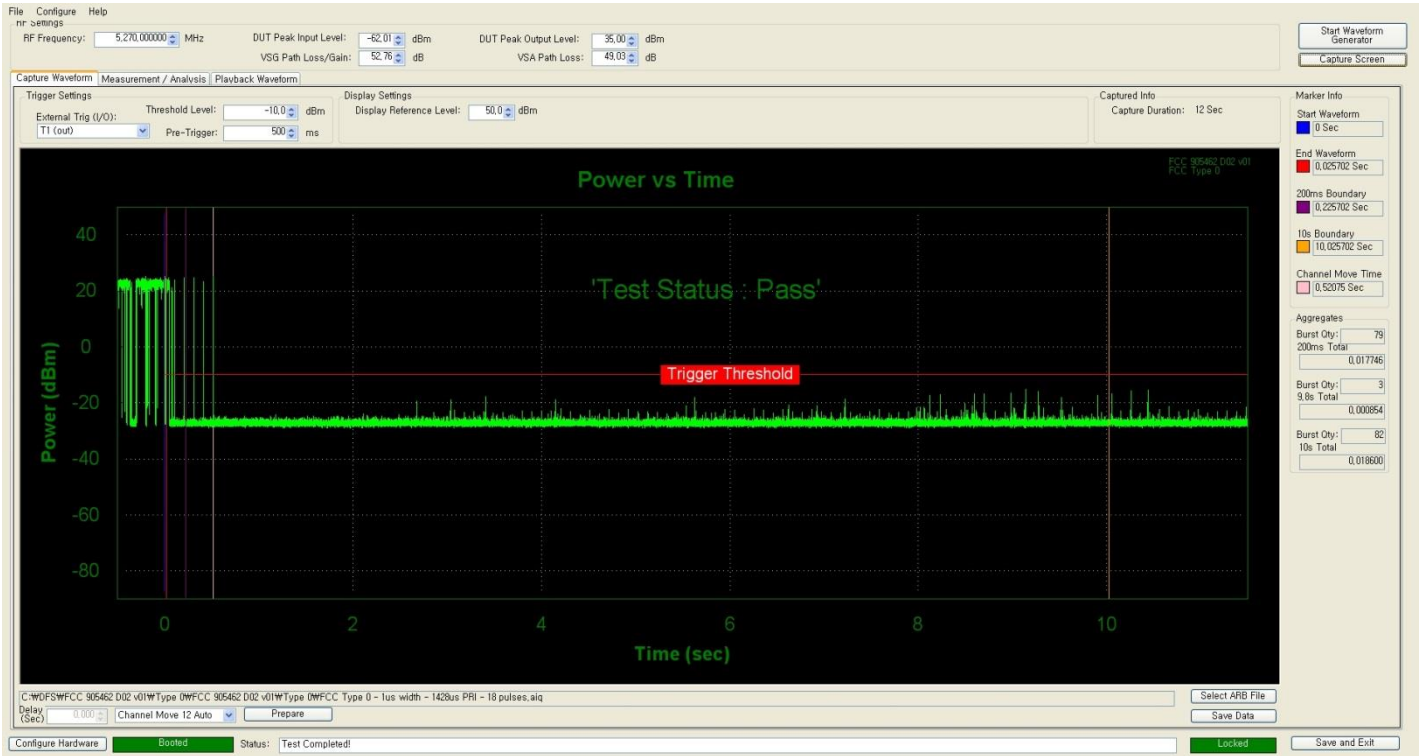 File Configure Help
RF Settings
RF Frequency: 5,270,000000 MHz DUT Peak Input Level: -62,01 dBm DUT Peak Output Level: 35,00 dBm
VSG Path Loss/Gain: 52,76 dB VSA Path Loss: 49,03 dB
Start Waveform Generator
Capture Screen
Capture Waveform Measurement / Analysis Playback Waveform
Trigger Settings
External Trig (I/O):
T1 (out)
Threshold Level: -10,0 dBm
Pre-Trigger: 500 ms
Display Settings
Display Reference Level: 50,0 dBm
Captured Info
Capture Duration: 12 Sec
Marker Info
Start Waveform
0 Sec
End Waveform
0,025702 Sec
200ms Boundary
0,225702 Sec
10s Boundary
10,025702 Sec
Channel Move Time
0,52075 Sec
Aggregates
Burst Qty: 79
200ms Total
0,017746
Burst Qty: 3
9,8s Total
0,000854
Burst Qty: 82
10s Total
0,018600
FCC 905462 D02 v01
FCC Type 0
Power vs Time
'Test Status : Pass'
Trigger Threshold
Power (dBm)
40
20
0
-20
-40
-60
-80
0 2 4 6 8 10
Time (sec)
C:₩DFS₩FCC 905462 D02 v01₩Type 0₩FCC 905462 D02 v01₩Type 0₩FCC Type 0 - 1us width - 1428us PRI - 18 pulses,aiq
Select ARB File
Delay (Sec) 0,000 Channel Move 12 Auto Prepare
Save Data
Configure Hardware Booted Status: Test Completed! Locked Save and Exit